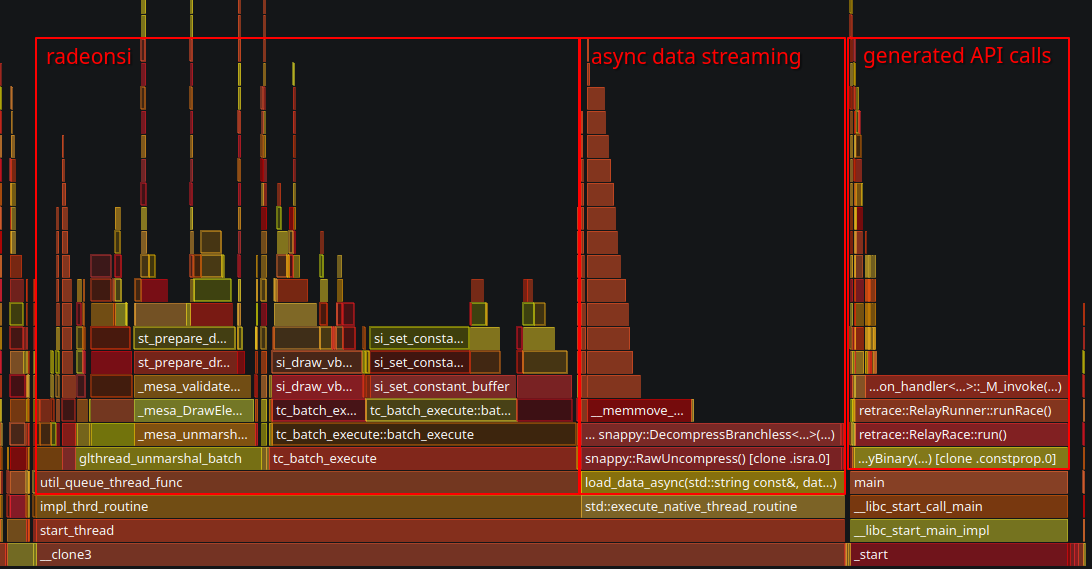 radeonsi
async data streaming
generated API calls
st_prepare_d...
si_set_consta...
st_prepare_dr...
si_draw_vb...
si_set_consta...
_mesa_validate...
si_draw_vb...
si_set_constant_buffer
...on_handler<...>::_M_invoke(...)
_mesa_DrawEle...
tc_batch_ex...
tc_batch_execute::bat...
__memmove_...
retrace::RelayRunner::runRace()
_mesa_unmarsh...
tc_batch_execute::batch_execute
... snappy::DecompressBranchless<...>(...)
retrace::RelayRace::run()
glthread_unmarshal_batch
tc_batch_execute
snappy::RawUncompress() [clone .isra.0]
...yBinary(...) [clone .constprop.0]
util_queue_thread_func
load_data_async(std::string const&, dat...)
main
impl_thrd_routine
std::execute_native_thread_routine
__libc_start_call_main
start_thread
__libc_start_main_impl
__clone3
_start